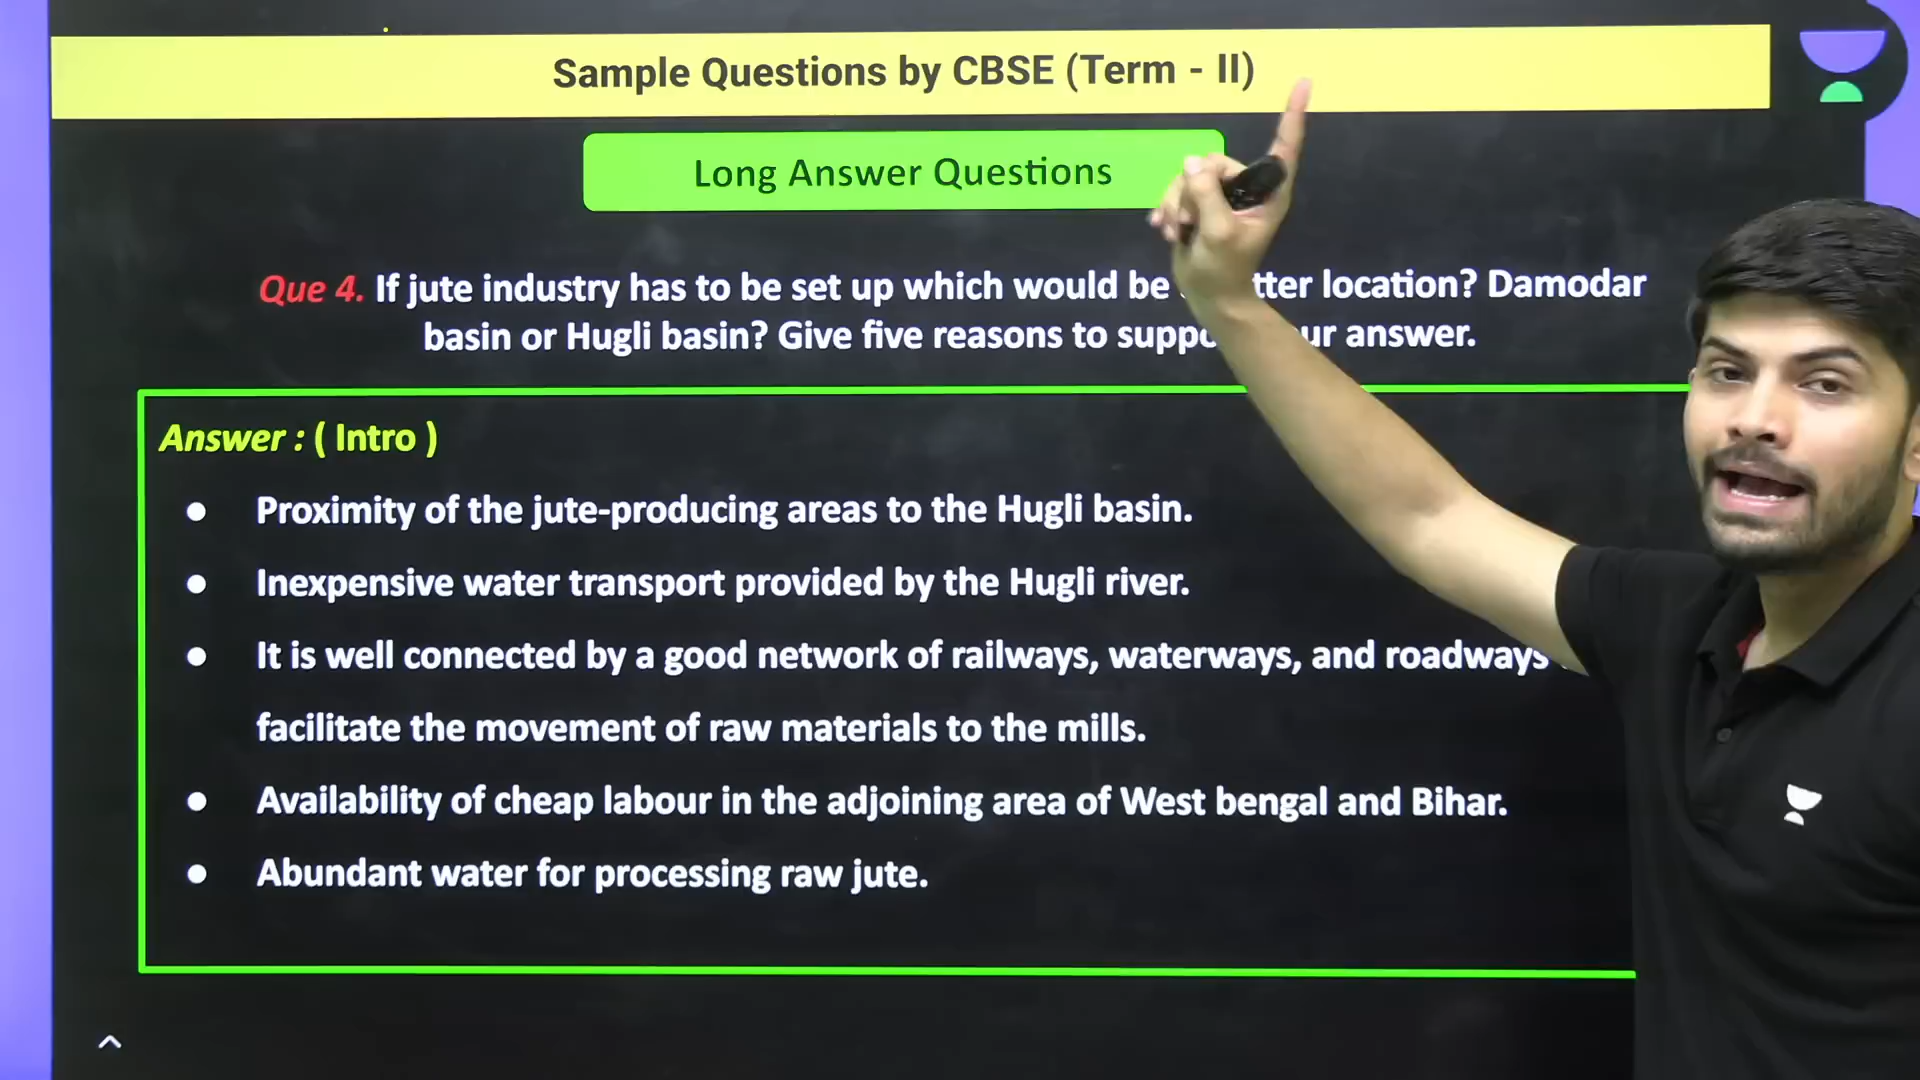 Sample Questions by CBSE (Term - II)
Long Answer Questions
Que 4. If jute industry has to be set up which would be location? Damodar
basin or Hugli basin? Give five reasons to answer.
Answer : ( Intro )
● Proximity of the jute-producing areas to the Hugli basin.
● Inexpensive water transport provided by the Hugli river.
● It is well connected by a good network of railways, waterways, and roadways
facilitate the movement of raw materials to the mills.
● Availability of cheap labour in the adjoining area of West bengal and Bihar.
● Abundant water for processing raw jute.